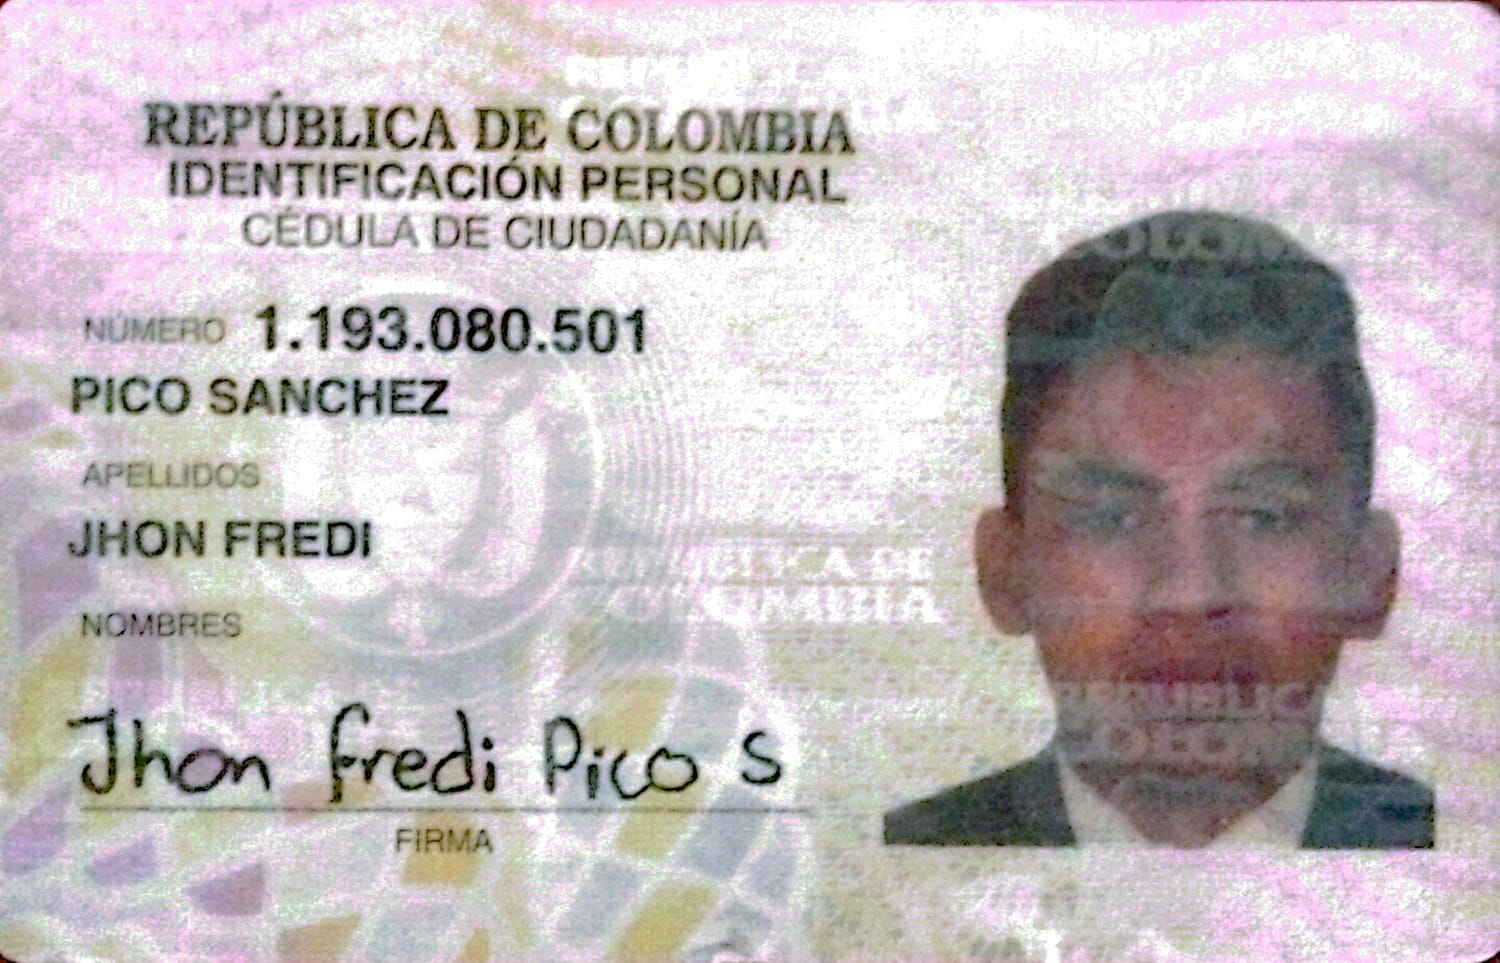 REPÚBLICA DE COLOMBIA
IDENTIFICACIÓN PERSONAL
CÉDULA DE CIUDADANÍA
NÚMERO 1.193.080.501
PICO SANCHEZ
APELLIDOS
JHON FREDI
NOMBRES
Jhon fredi Pico S
FIRMA